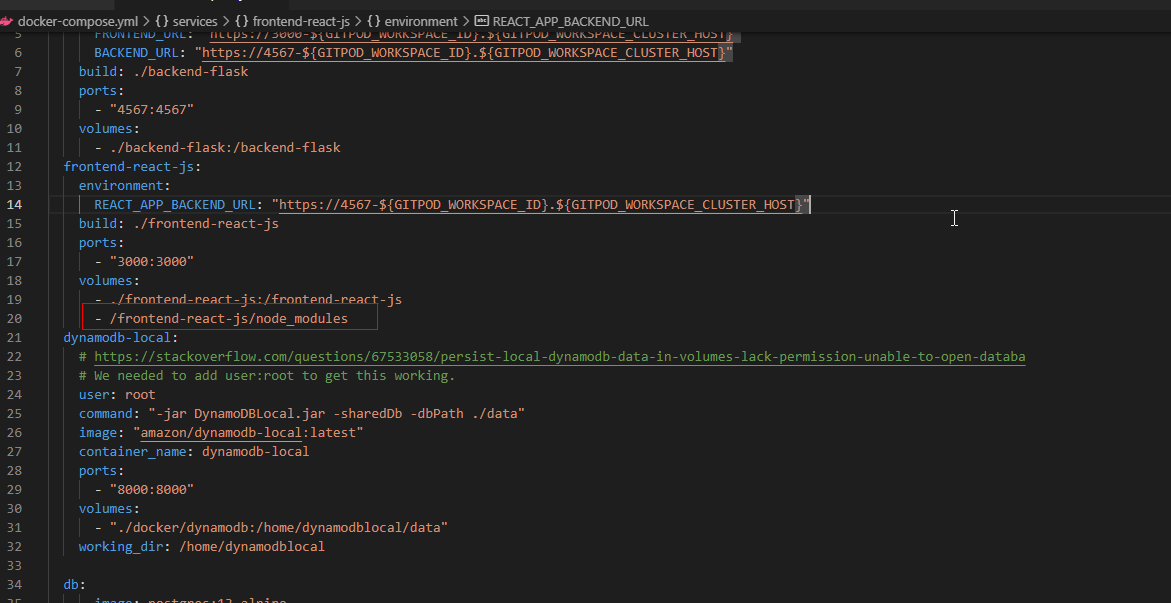 docker-compose.yml > {} services > {} frontend-react-js > {} environment > abc REACT_APP_BACKEND_URL
5 FRONTEND_URL: "https://3000-${GITPOD_WORKSPACE_ID}.${GITPOD_WORKSPACE_CLUSTER_HOST}"
6 BACKEND_URL: "https://4567-${GITPOD_WORKSPACE_ID}.${GITPOD_WORKSPACE_CLUSTER_HOST}"
7 build: ./backend-flask
8 ports:
9 - "4567:4567"
10 volumes:
11 - ./backend-flask:/backend-flask
12 frontend-react-js:
13 environment:
14 REACT_APP_BACKEND_URL: "https://4567-${GITPOD_WORKSPACE_ID}.${GITPOD_WORKSPACE_CLUSTER_HOST}"
15 build: ./frontend-react-js
16 ports:
17 - "3000:3000"
18 volumes:
19 - ./frontend-react-js:/frontend-react-js
20 - /frontend-react-js/node_modules
21 dynamodb-local:
22 # https://stackoverflow.com/questions/67533058/persist-local-dynamodb-data-in-volumes-lack-permission-unable-to-open-databa
23 # We needed to add user:root to get this working.
24 user: root
25 command: "-jar DynamoDBLocal.jar -sharedDb -dbPath ./data"
26 image: "amazon/dynamodb-local:latest"
27 container_name: dynamodb-local
28 ports:
29 - "8000:8000"
30 volumes:
31 - "./docker/dynamodb:/home/dynamodblocal/data"
32 working_dir: /home/dynamodblocal
33
34 db:
35 image: postgres:13-alpine